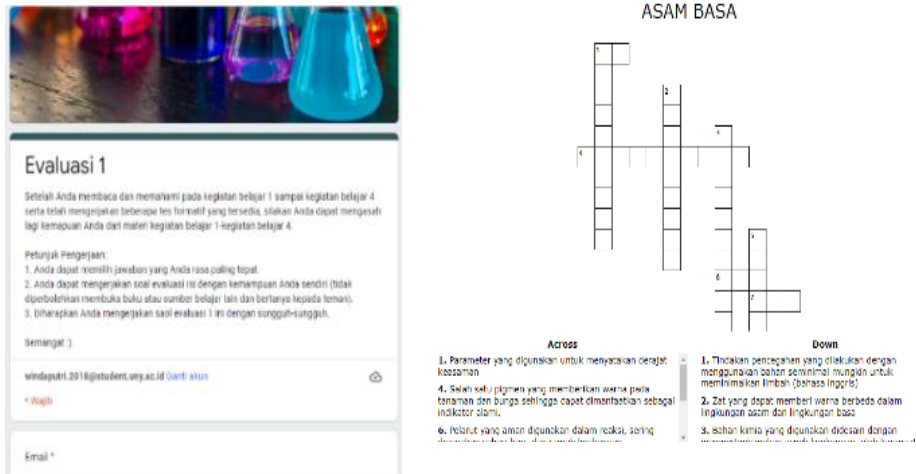 Evaluasi 1
Setelah Anda membaca dan memahami pada kegiatan belajar 1 sampai kegiatan belajar 4
serta telah mengerjakan beberapa tes formatif yang tersedia, silakan Anda dapat mengasah
lagi kemapuan Anda dari materi kegiatan belajar 1-kegiatan belajar 4.
Petunjuk Pengerjaan:
1. Anda dapat memilih jawaban yang Anda rasa paling tepat.
2. Anda dapat mengerjakan soal evaluasi ini dengan kemampuan Anda sendiri (tidak
diperbolehkan membuka buku atau sumber belajar lain dan bertanya kepada teman).
3. Diharapkan Anda mengerjakan saol evaluasi 1 ini dengan sungguh-sungguh.
Semangat :)
windaputri.2018@student.uny.ac.id Ganti akun
* Wajib
Email *
ASAM BASA
1
2
4
6
7
Across
1. Parameter yang digunakan untuk menyatakan derajat
keasaman
4. Salah satu pigmen yang memberikan warna pada
tanaman dan bunga sehingga dapat dimanfaatkan sebagai
indikator alami.
6. Pelarut yang aman digunakan dalam reaksi, sering
Down
1. Tindakan pencegahan yang dilakukan dengan
menggunakan bahan seminimal mungkin untuk
meminimalkan limbah (bahasa Inggris)
2. Zat yang dapat memberi warna berbeda dalam
lingkungan asam dan lingkungan basa
3. Bahan kimia yang digunakan didesain dengan